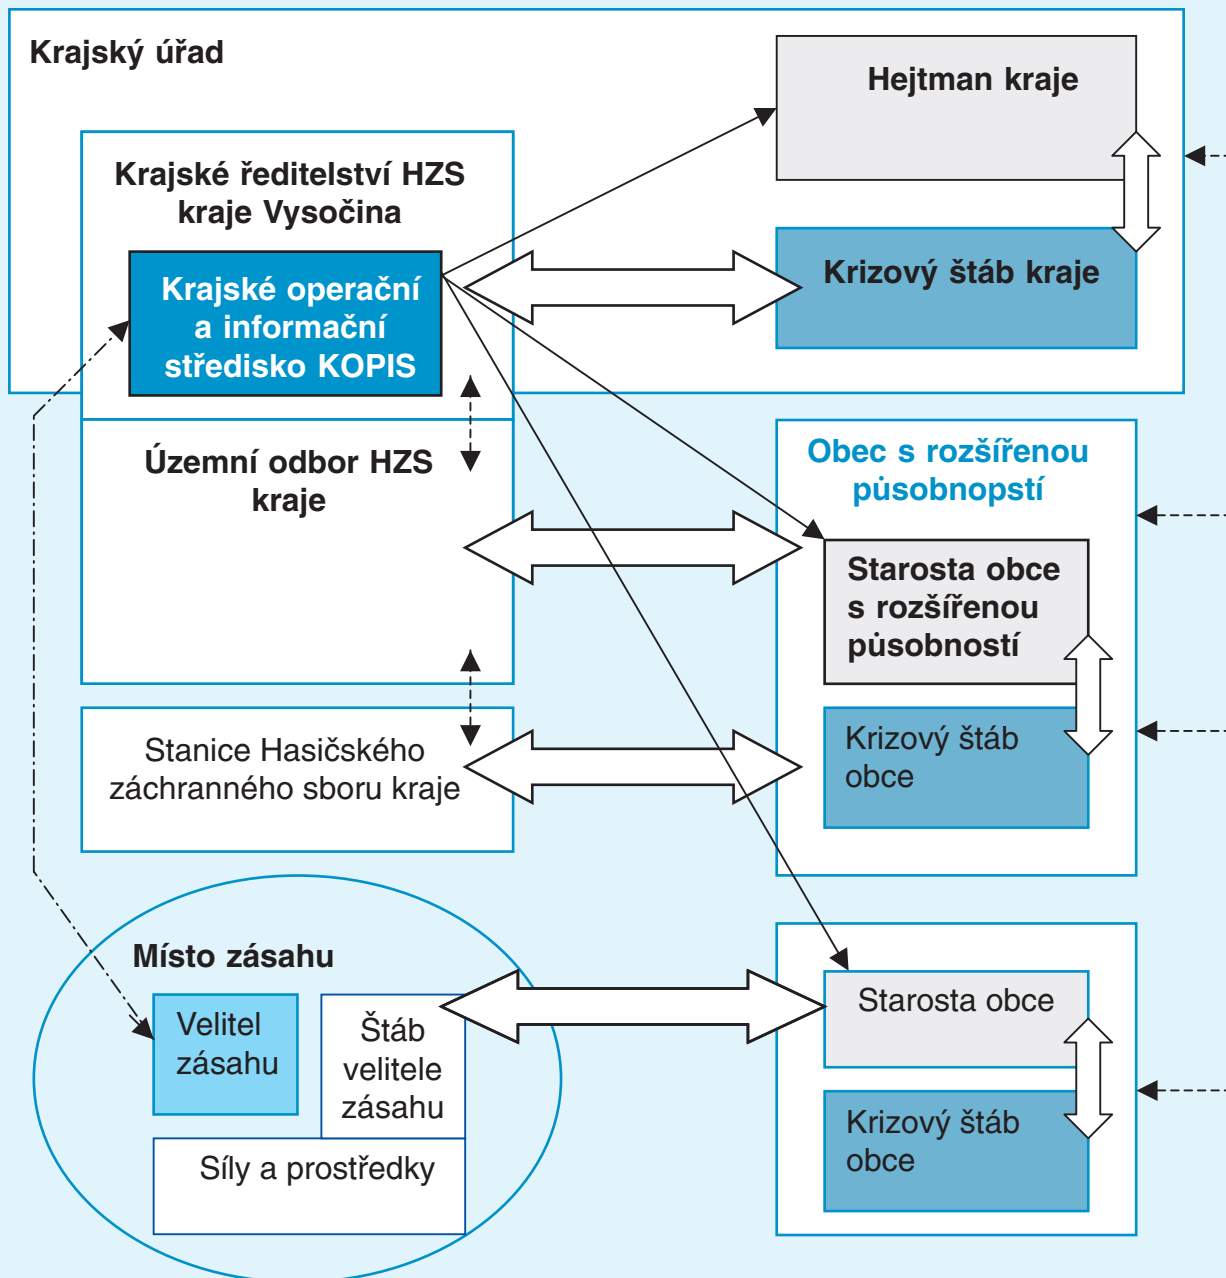 Krajský úřad
Hejtman kraje
Krajské ředitelství HZS
kraje Vysočina
Krajské operační
a informační
středisko KOPIS
Krizový štáb kraje
Územní odbor HZS
kraje
Obec s rozšířenou
působnopstí
Starosta obce
s rozšířenou
působností
Stanice Hasičského
záchranného sboru kraje
Krizový štáb
obce
Místo zásahu
Velitel
zásahu
Štáb
velitele
zásahu
Síly a prostředky
Starosta obce
Krizový štáb
obce